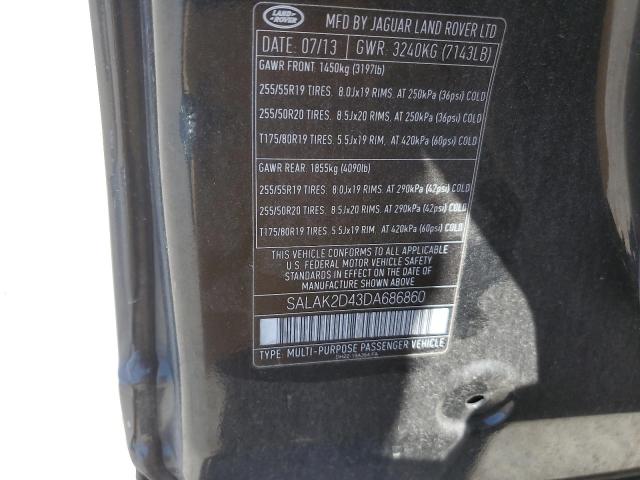 LAND ROVER
MFD BY JAGUAR LAND ROVER LTD
DATE: 07/13 GWR: 3240KG (7143LB)
GAWR FRONT: 1450kg (3197lb)
255/55R19 TIRES. 8.0Jx19 RIMS. AT 250kPa (36psi) COLD
255/50R20 TIRES. 8.5Jx20 RIMS. AT 250kPa (36psi) COLD
T175/80R19 TIRES. 5.5Jx19 RIM, AT 420kPa (60psi) COLD
GAWR REAR: 1855kg (4090lb)
255/55R19 TIRES. 8.0Jx19 RIMS. AT 290kPa (42psi) COLD
255/50R20 TIRES. 8.5Jx20 RIMS. AT 290kPa (42psi) COLD
T175/80R19 TIRES 5.5Jx19 RIM, AT 420kPa (60psi) COLD
THIS VEHICLE CONFORMS TO ALL APPLICABLE
U.S. FEDERAL MOTOR VEHICLE SAFETY
STANDARDS IN EFFECT ON THE DATE OF
MANUFACTURE SHOWN ABOVE.
SALAK2D43DA686860
TYPE: MULTI-PURPOSE PASSENGER VEHICLE